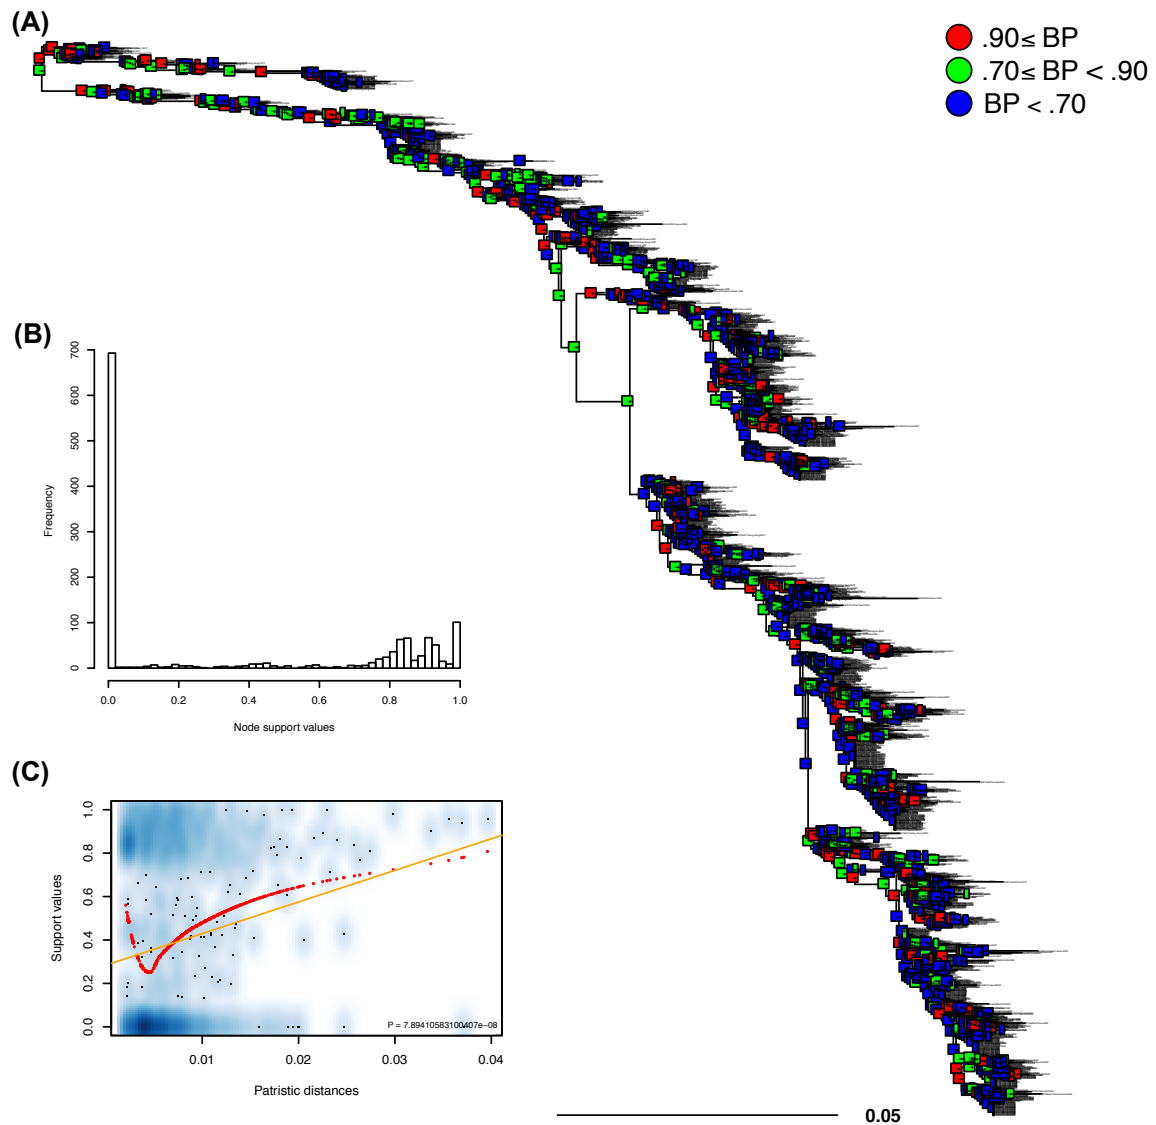 (A)
.90≤ BP
.70≤ BP < .90
BP < .70
(B)
700
600
500
400
300
200
100
0
Frequency
0.0 0.2 0.4 0.6 0.8 1.0
Node support values
(C)
1.0
0.8
0.6
0.4
0.2
0.0
Support values
P = 7.89410583100407e−08
0.01 0.02 0.03 0.04
Patristic distances
0.05